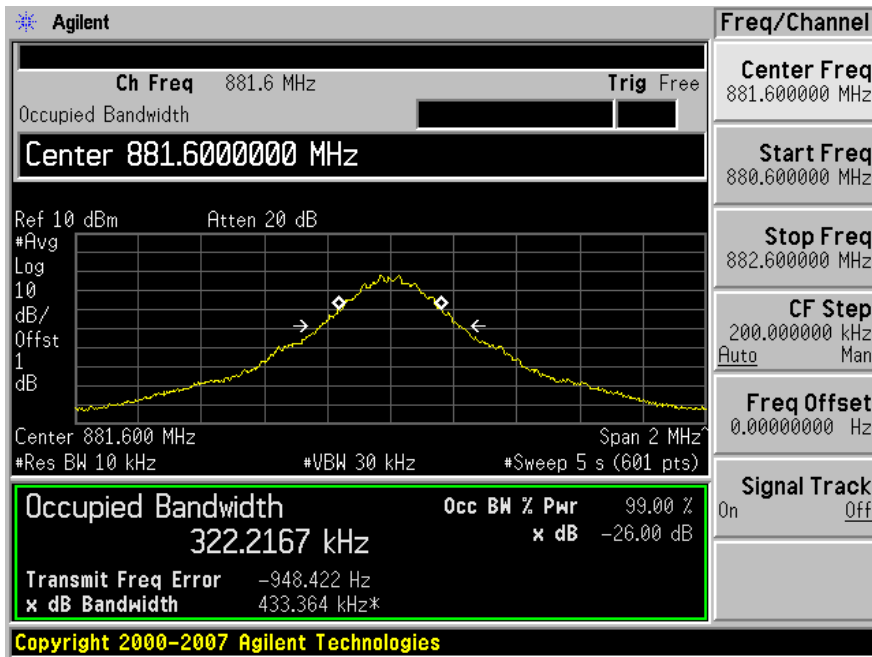 Agilent
Freq/Channel
Ch Freq 881.6 MHz Trig Free
Occupied Bandwidth
Center 881.6000000 MHz
Ref 10 dBm Atten 20 dB
#Avg
Log
10
dB/
Offst
1
dB
Center 881.600 MHz Span 2 MHz^
#Res BW 10 kHz #VBW 30 kHz #Sweep 5 s (601 pts)
Occupied Bandwidth
322.2167 kHz
Occ BW % Pwr 99.00 %
x dB -26.00 dB
Transmit Freq Error -948.422 Hz
x dB Bandwidth 433.364 kHz*
Copyright 2000-2007 Agilent Technologies
Center Freq
881.600000 MHz
Start Freq
880.600000 MHz
Stop Freq
882.600000 MHz
CF Step
200.000000 kHz
Auto Man
Freq Offset
0.00000000 Hz
Signal Track
On Off